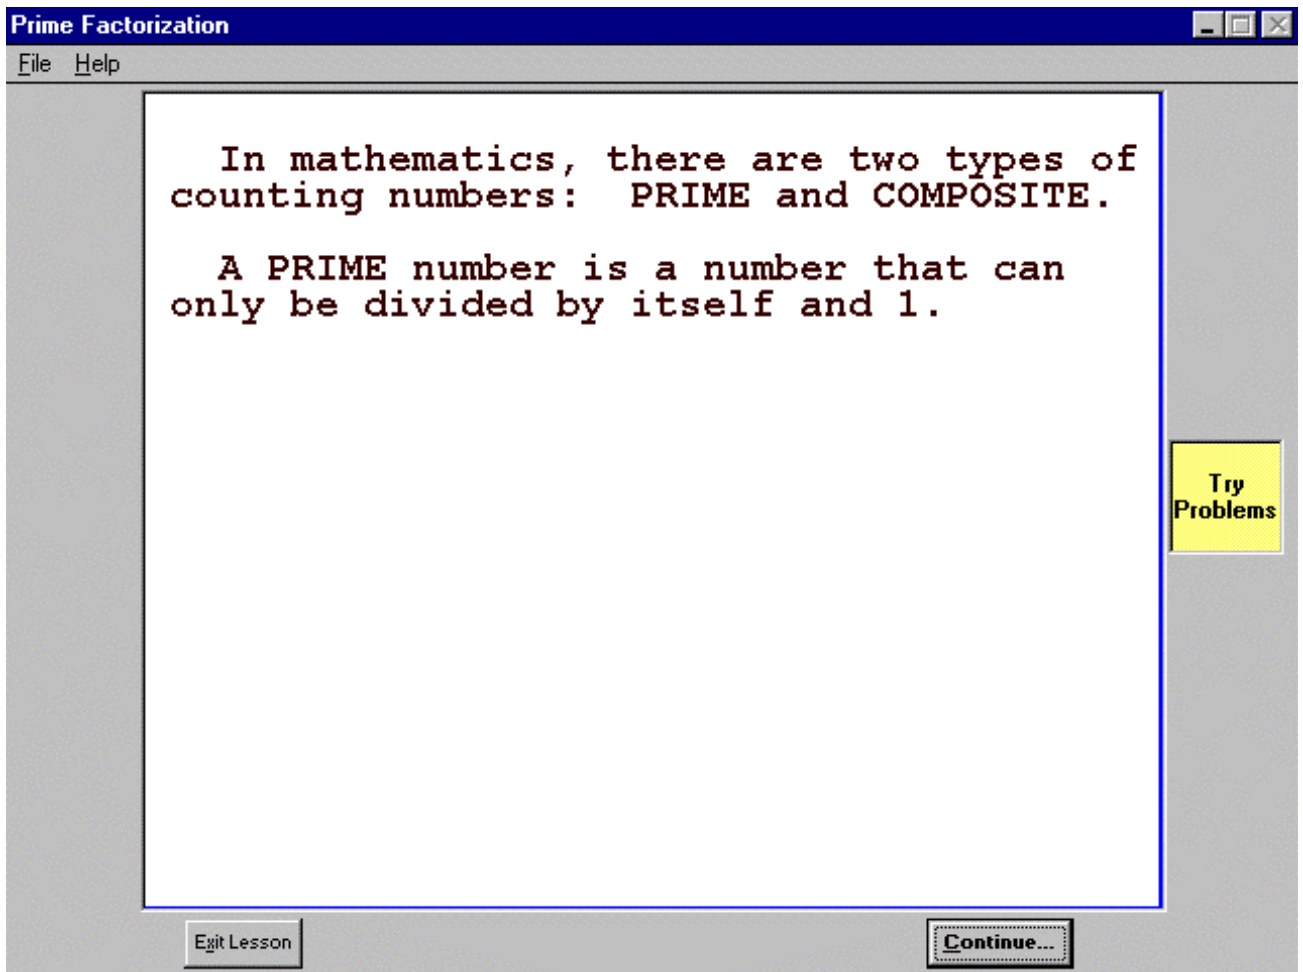 Prime Factorization
File Help
In mathematics, there are two types of
counting numbers: PRIME and COMPOSITE.
A PRIME number is a number that can
only be divided by itself and 1.
Try
Problems
Exit Lesson
Continue...